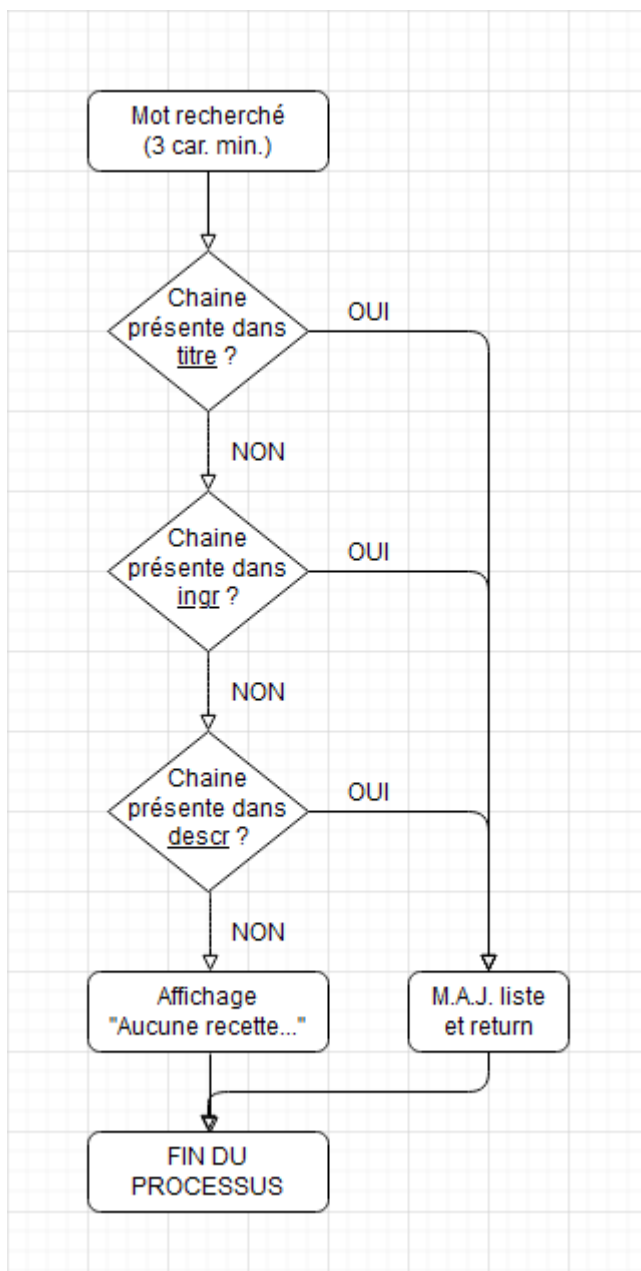 Mot recherché
(3 car. min.)
Chaine
présente dans
titre ?
OUI
NON
Chaine
présente dans
ingr ?
OUI
NON
Chaine
présente dans
descr ?
OUI
NON
Affichage
"Aucune recette..."
M.A.J. liste
et return
FIN DU
PROCESSUS